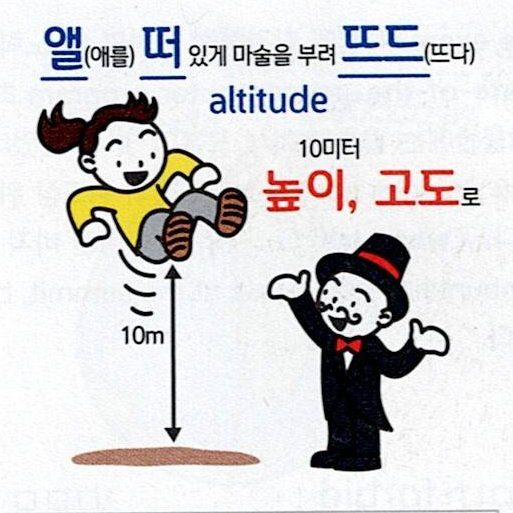 앨(애를) 떠 있게 마술을 부려 뜨드(뜨다)
altitude
10미터
높이, 고도로
10m